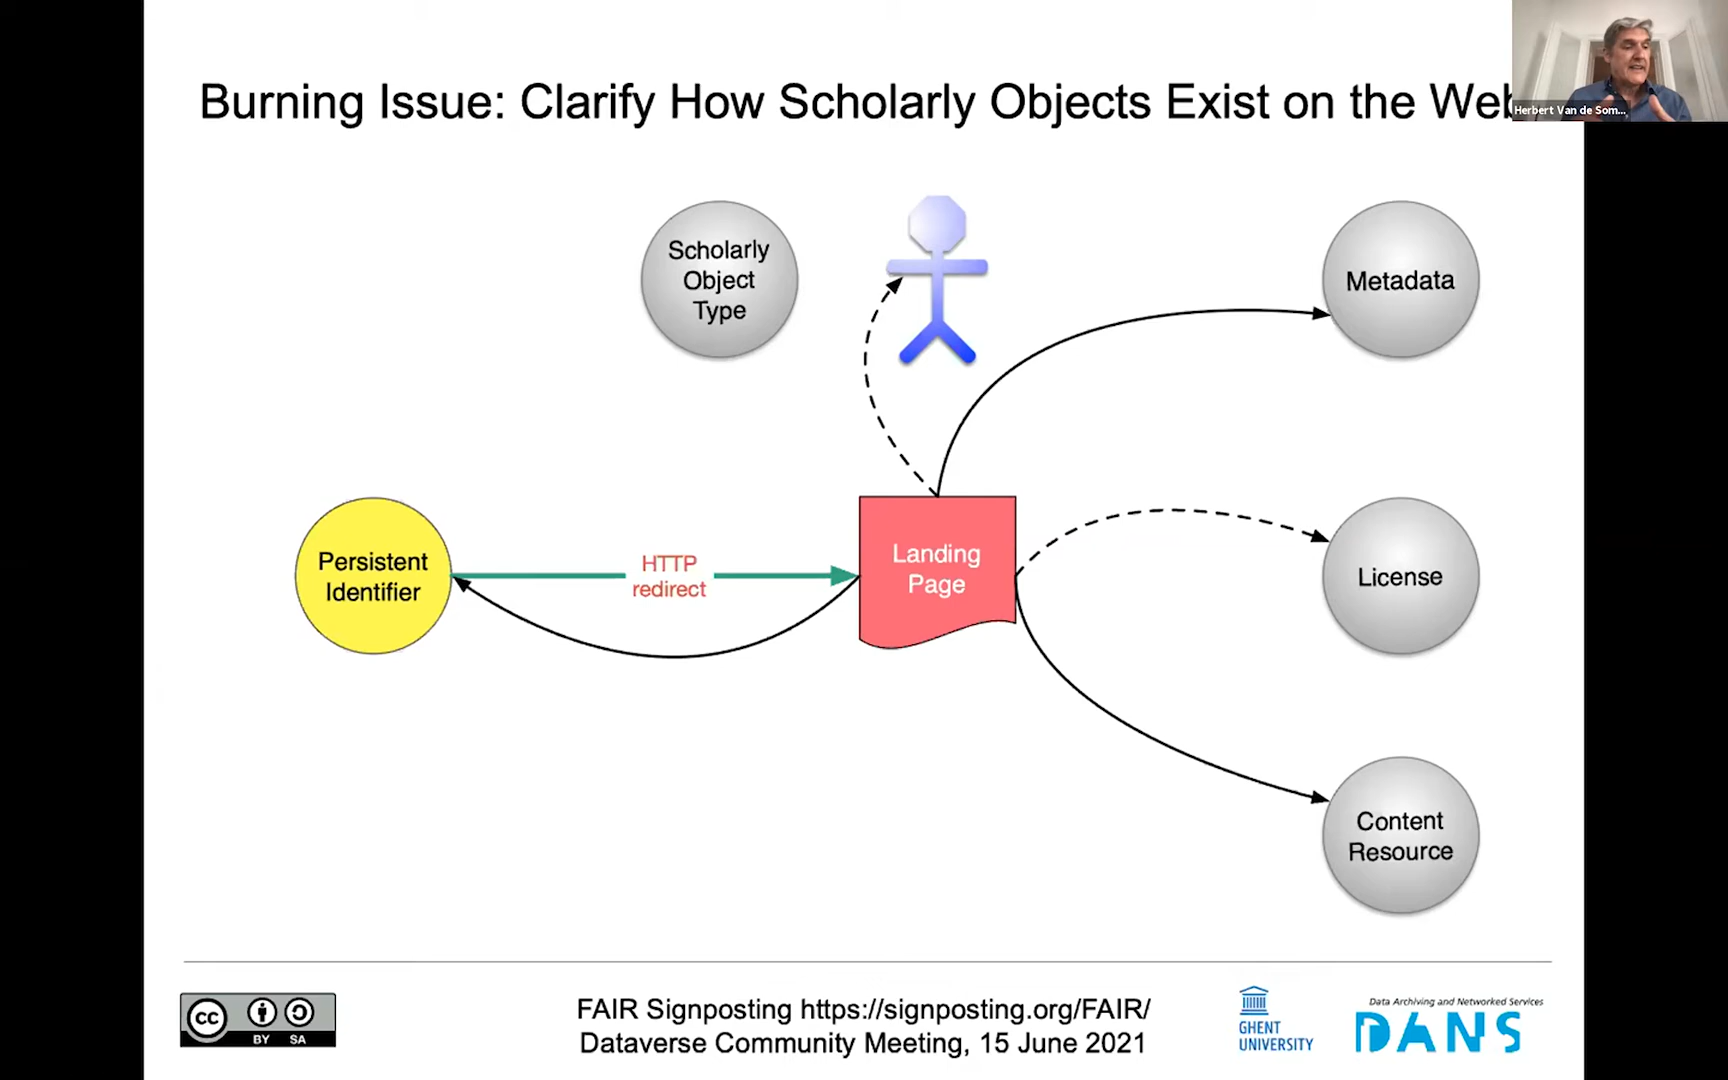 Burning Issue: Clarify How Scholarly Objects Exist on the Web
Herbert Van de Som...
Scholarly
Object
Type
Metadata
Persistent
Identifier
HTTP
redirect
Landing
Page
License
Content
Resource
cc
BY SA
FAIR Signposting https://signposting.org/FAIR/
Dataverse Community Meeting, 15 June 2021
GHENT
UNIVERSITY
Data Archiving and Networked Services
DANS